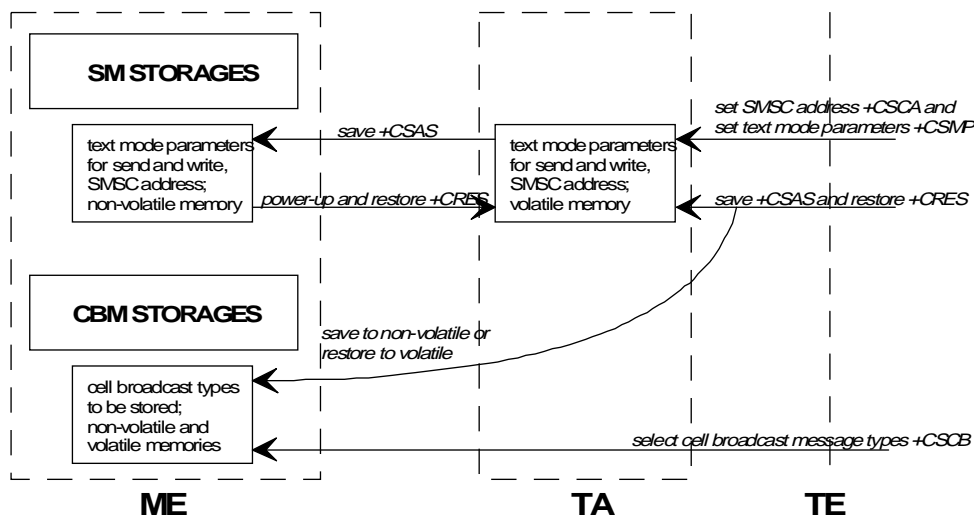 SM STORAGES
set SMSC address +CSCA and
set text mode parameters +CSMP
save +CSAS
text mode parameters
for send and write,
SMSC address;
non-volatile memory
text mode parameters
for send and write,
SMSC address;
volatile memory
power-up and restore +CRES
save +CSAS and restore +CRES
CBM STORAGES
save to non-volatile or
restore to volatile
cell broadcast types
to be stored;
non-volatile and
volatile memories
select cell broadcast message types +CSCB
ME
TA
TE